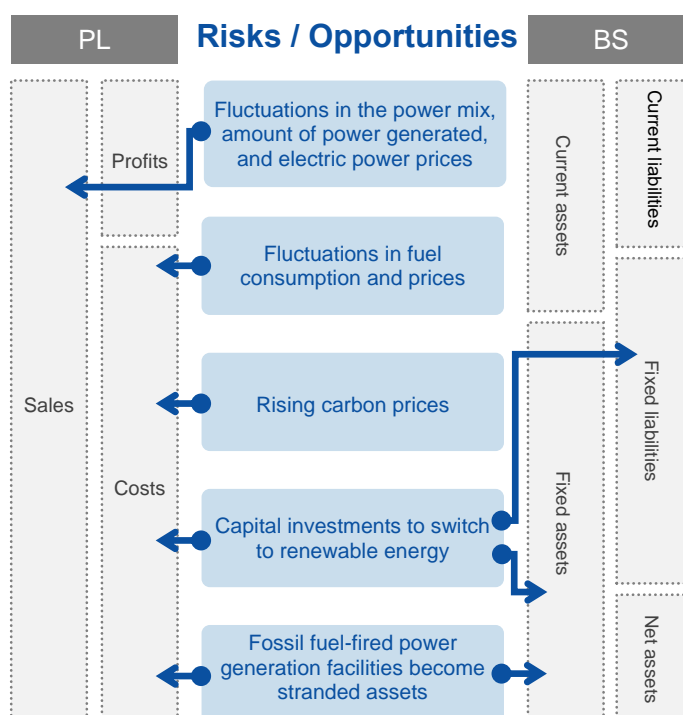 PL
Risks / Opportunities
BS
Fluctuations in the power mix,
amount of power generated,
and electric power prices
Profits
Current assets
Current liabilities
Fluctuations in fuel
consumption and prices
Sales
Rising carbon prices
Fixed liabilities
Costs
Capital investments to switch
to renewable energy
Fixed assets
Fossil fuel-fired power
generation facilities become
stranded assets
Net assets